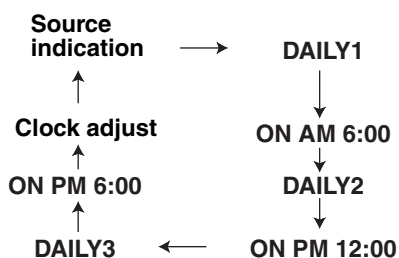 Source
indication
DAILY1
Clock adjust
ON AM 6:00
ON PM 6:00
DAILY2
DAILY3
ON PM 12:00